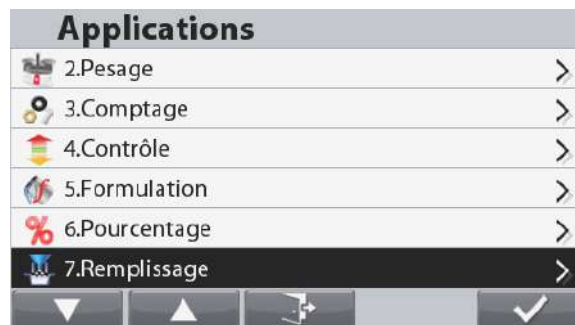 Applications
2.Pesage
3.Comptage
4.Contrôle
5.Formulation
6.Pourcentage
7.Remplissage